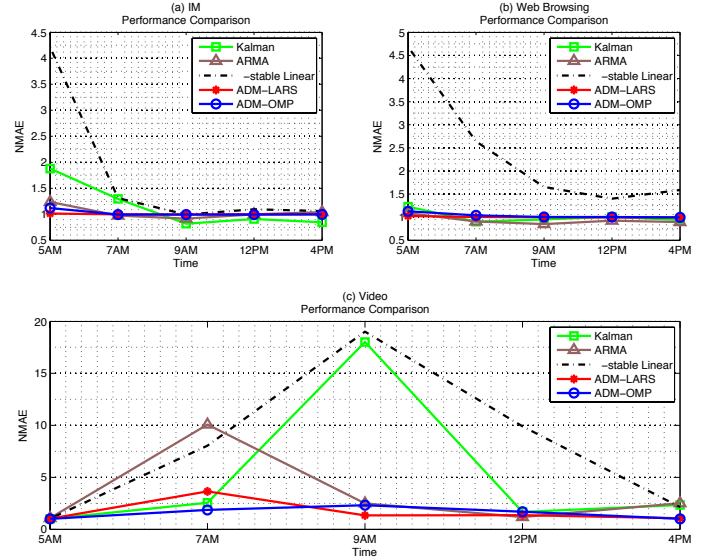 (a) IM
Performance Comparison
4.5
4
3.5
3
2.5
2
1.5
1
0.5
NMAE
5AM 7AM 9AM 12PM 4PM
Time
Kalman
ARMA
-stable Linear
ADM-LARS
ADM-OMP
(b) Web Browsing
Performance Comparison
5
4.5
4
3.5
3
2.5
2
1.5
1
0.5
NMAE
5AM 7AM 9AM 12PM 4PM
Time
Kalman
ARMA
-stable Linear
ADM-LARS
ADM-OMP
(c) Video
Performance Comparison
20
15
10
5
0
NMAE
5AM 7AM 9AM 12PM 4PM
Time
Kalman
ARMA
-stable Linear
ADM-LARS
ADM-OMP